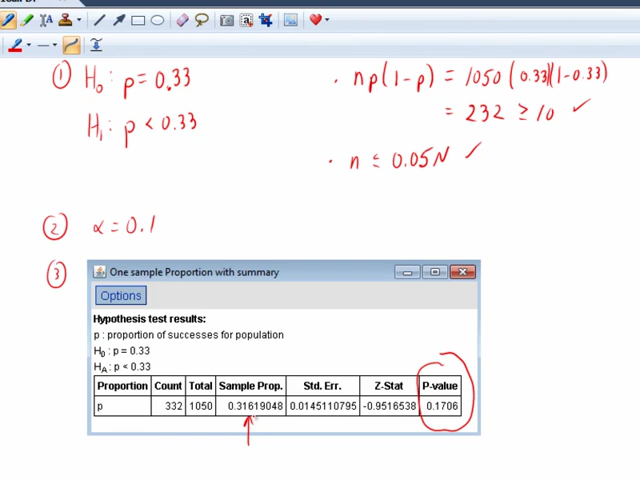 ① H₀: p = 0.33
H₁: p < 0.33
· np(1-p) = 1050(0.33)(1-0.33)
= 232 ≥ 10 ✓
· n ≤ 0.05N ✓
② α = 0.1
③
One sample Proportion with summary
Options
Hypothesis test results:
p : proportion of successes for population
H₀ : p = 0.33
Hᴀ : p < 0.33
Proportion Count Total Sample Prop. Std. Err. Z-Stat P-value
p 332 1050 0.31619048 0.0145110795 -0.9516538 0.1706